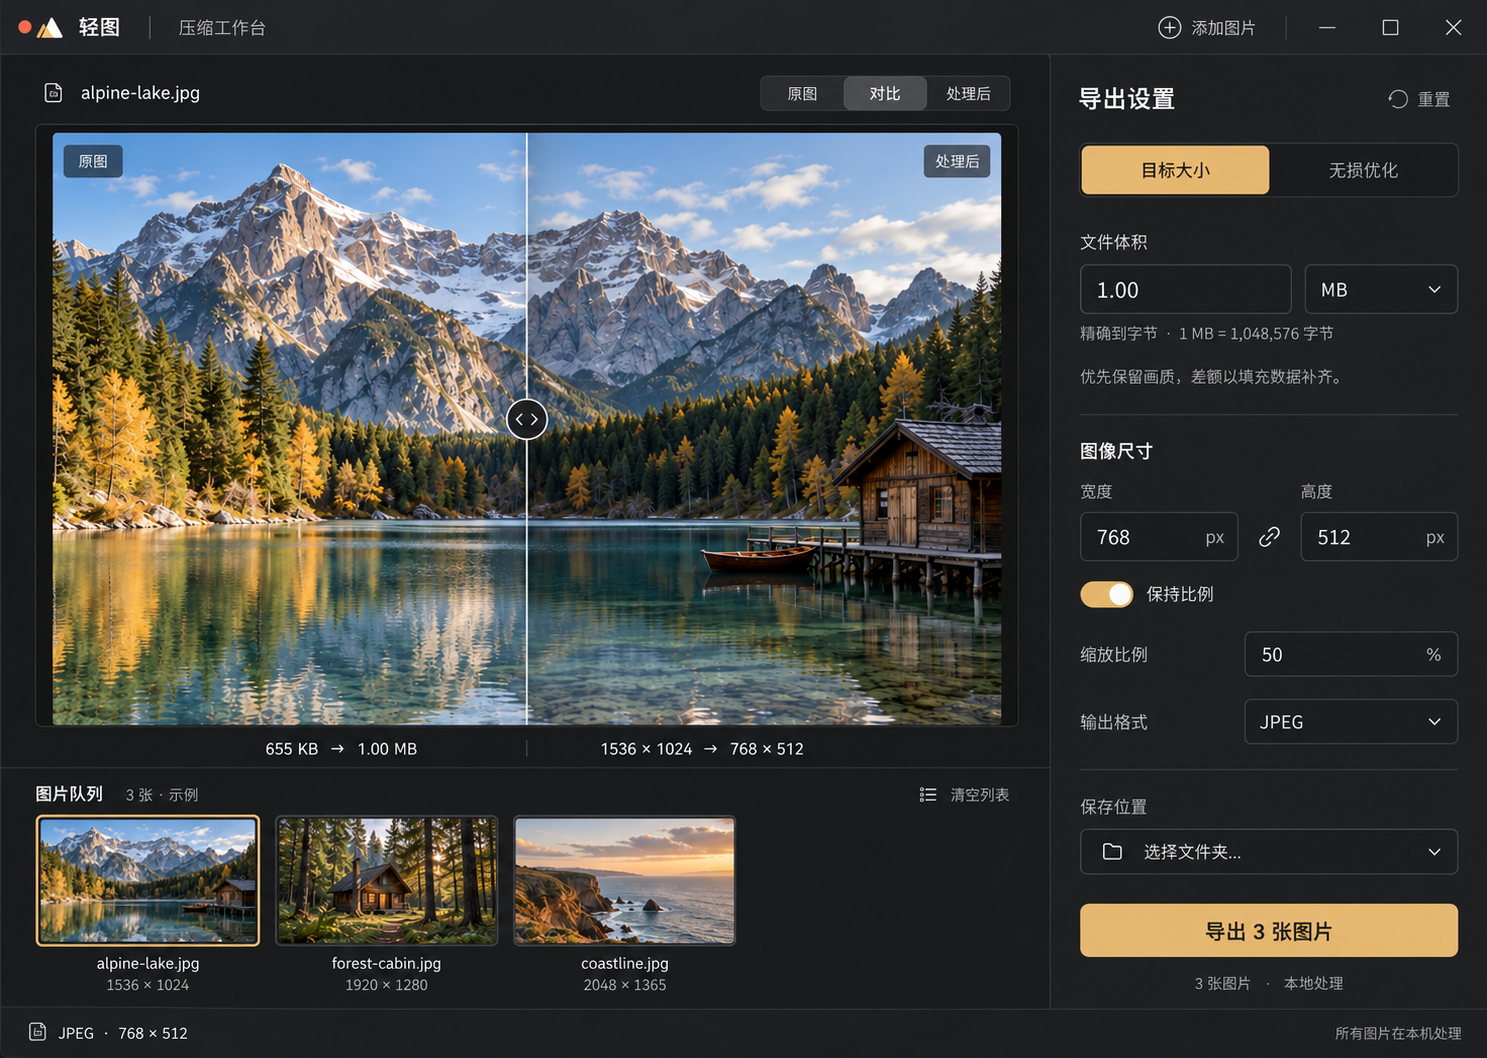 轻图
压缩工作台
添加图片
alpine-lake.jpg
原图 对比 处理后
原图
处理后
655 KB → 1.00 MB
1536 × 1024 → 768 × 512
图片队列 3 张 · 示例
清空列表
alpine-lake.jpg
1536 × 1024
forest-cabin.jpg
1920 × 1280
coastline.jpg
2048 × 1365
导出设置
重置
目标大小 无损优化
文件体积
1.00 MB
精确到字节 · 1 MB = 1,048,576 字节
优先保留画质，差额以填充数据补齐。
图像尺寸
宽度 高度
768 px 512 px
保持比例
缩放比例 50 %
输出格式 JPEG
保存位置
选择文件夹...
导出 3 张图片
3 张图片 · 本地处理
JPEG · 768 × 512
所有图片在本机处理